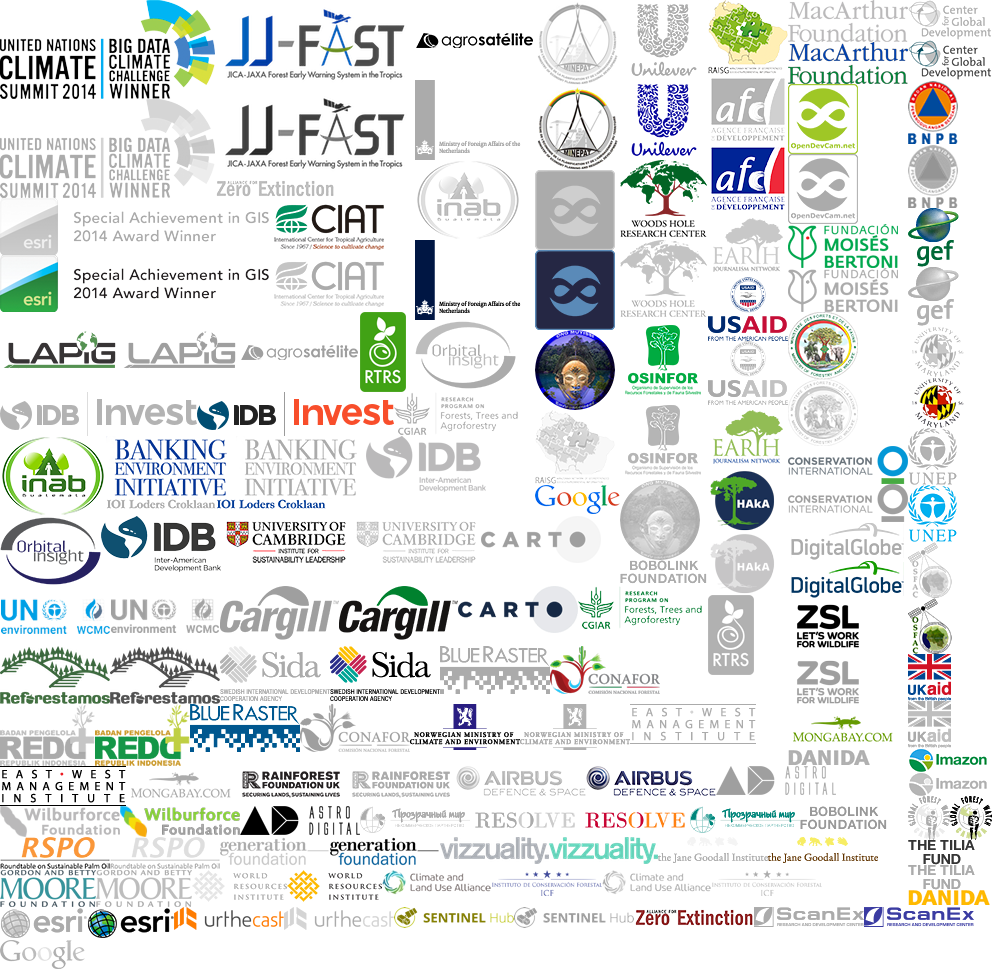 UNITED NATIONS
CLIMATE
SUMMIT 2014
BIG DATA
CLIMATE
CHALLENGE
WINNER
JJ-FAST
JICA-JAXA Forest Early Warning System in the Tropics
agrosatélite
MINEPAT
Unilever
RAISG
MacArthur
Foundation
Center
for Global
Development
MacArthur
Foundation
Center
for Global
Development
UNITED NATIONS
CLIMATE
SUMMIT 2014
BIG DATA
CLIMATE
CHALLENGE
WINNER
JJ-FAST
JICA-JAXA Forest Early Warning System in the Tropics
Ministry of Foreign Affairs of the
Netherlands
MINEPAT
Unilever
afd
AGENCE FRANÇAISE
DE DÉVELOPPEMENT
OpenDevCam.net
BNPB
ALLIANCE FOR
Zero Extinction
inab
Guatemala
afd
AGENCE FRANÇAISE
DE DÉVELOPPEMENT
OpenDevCam.net
BNPB
esri
Special Achievement in GIS
2014 Award Winner
CIAT
International Center for Tropical Agriculture
Since 1967 / Science to cultivate change
WOODS HOLE
RESEARCH CENTER
EARTH
JOURNALISM NETWORK
FUNDACIÓN
MOISÉS
BERTONI
gef
esri
Special Achievement in GIS
2014 Award Winner
CIAT
International Center for Tropical Agriculture
Since 1967 / Science to cultivate change
Ministry of Foreign Affairs of the
Netherlands
WOODS HOLE
RESEARCH CENTER
USAID
FROM THE AMERICAN PEOPLE
FUNDACIÓN
MOISÉS
BERTONI
gef
LAPIG
LAPIG
agrosatélite
RTRS
Orbital
Insight
OSINFOR
Organismo de Supervisión de los
Recursos Forestales y de Fauna Silvestre
USAID
FROM THE AMERICAN PEOPLE
UNIVERSITY OF
MARYLAND
IDB
Invest
IDB
Invest
CGIAR
RESEARCH
PROGRAM ON
Forests, Trees and
Agroforestry
RAISG
OSINFOR
Organismo de Supervisión de los
Recursos Forestales y de Fauna Silvestre
EARTH
JOURNALISM NETWORK
UNIVERSITY OF
MARYLAND
inab
Guatemala
BANKING
ENVIRONMENT
INITIATIVE
BANKING
ENVIRONMENT
INITIATIVE
IOI Loders Croklaan
IOI Loders Croklaan
IDB
Inter-American
Development Bank
Google
HAkA
CONSERVATION
INTERNATIONAL
UNEP
CONSERVATION
INTERNATIONAL
UNEP
Orbital
Insight
IDB
Inter-American
Development Bank
UNIVERSITY OF
CAMBRIDGE
INSTITUTE FOR
SUSTAINABILITY LEADERSHIP
UNIVERSITY OF
CAMBRIDGE
INSTITUTE FOR
SUSTAINABILITY LEADERSHIP
CARTO
BOBOLINK
FOUNDATION
HAkA
DigitalGlobe
OSFAC
DigitalGlobe
UN
environment
WCMC
UN
environment
WCMC
Cargill
Cargill
CARTO
CGIAR
RESEARCH
PROGRAM ON
Forests, Trees and
Agroforestry
RTRS
ZSL
LET'S WORK
FOR WILDLIFE
OSFAC
Reforestamos
Reforestamos
Sida
SWEDISH INTERNATIONAL DEVELOPMENT
COOPERATION AGENCY
Sida
SWEDISH INTERNATIONAL DEVELOPMENT
COOPERATION AGENCY
BLUE RASTER
CONAFOR
COMISIÓN NACIONAL FORESTAL
ZSL
LET'S WORK
FOR WILDLIFE
UKaid
from the British people
BADAN PENGELOLA
REDD+
REPUBLIK INDONESIA
BADAN PENGELOLA
REDD+
REPUBLIK INDONESIA
BLUE RASTER
CONAFOR
COMISIÓN NACIONAL FORESTAL
NORWEGIAN MINISTRY OF
CLIMATE AND ENVIRONMENT
NORWEGIAN MINISTRY OF
CLIMATE AND ENVIRONMENT
EAST-WEST
MANAGEMENT
INSTITUTE
MONGABAY.COM
UKaid
from the British people
EAST-WEST
MANAGEMENT
INSTITUTE
MONGABAY.COM
RAINFOREST
FOUNDATION UK
SECURING LANDS, SUSTAINING LIVES
RAINFOREST
FOUNDATION UK
SECURING LANDS, SUSTAINING LIVES
AIRBUS
DEFENCE & SPACE
AIRBUS
DEFENCE & SPACE
DANIDA
ASTRO
DIGITAL
Imazon
Imazon
Wilburforce
Foundation
Wilburforce
Foundation
ASTRO
DIGITAL
Прозрачный мир
RESOLVE
RESOLVE
Прозрачный мир
BOBOLINK
FOUNDATION
RSPO
Roundtable on Sustainable Palm Oil
RSPO
Roundtable on Sustainable Palm Oil
generation
foundation
generation
foundation
vizzuality.
vizzuality.
the Jane Goodall Institute
the Jane Goodall Institute
THE TILIA
FUND
GORDON AND BETTY
MOORE
FOUNDATION
GORDON AND BETTY
MOORE
FOUNDATION
WORLD
RESOURCES
INSTITUTE
WORLD
RESOURCES
INSTITUTE
Climate and
Land Use Alliance
INSTITUTO DE CONSERVACIÓN FORESTAL
ICF
Climate and
Land Use Alliance
INSTITUTO DE CONSERVACIÓN FORESTAL
ICF
THE TILIA
FUND
DANIDA
esri
esri
urthecast
urthecast
SENTINEL Hub
SENTINEL Hub
ALLIANCE FOR
Zero Extinction
ScanEx
RESEARCH AND DEVELOPMENT CENTER
ScanEx
RESEARCH AND DEVELOPMENT CENTER
Google